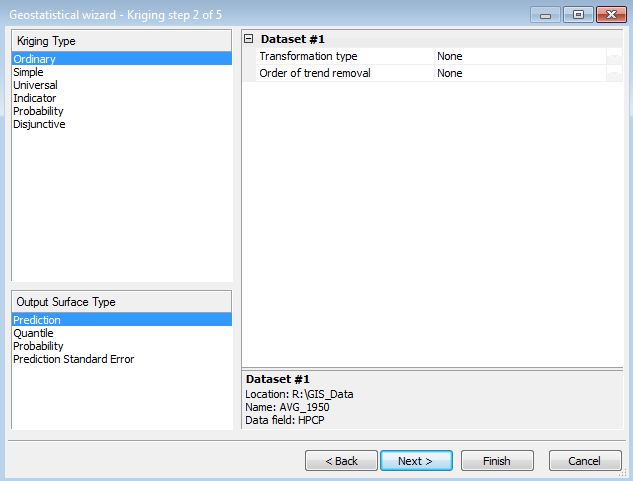 Geostatistical wizard - Kriging step 2 of 5
Kriging Type
Ordinary
Simple
Universal
Indicator
Probability
Disjunctive
Output Surface Type
Prediction
Quantile
Probability
Prediction Standard Error
Dataset #1
Transformation type None
Order of trend removal None
Dataset #1
Location: R:\GIS_Data
Name: AVG_1950
Data field: HPCP
< Back Next > Finish Cancel